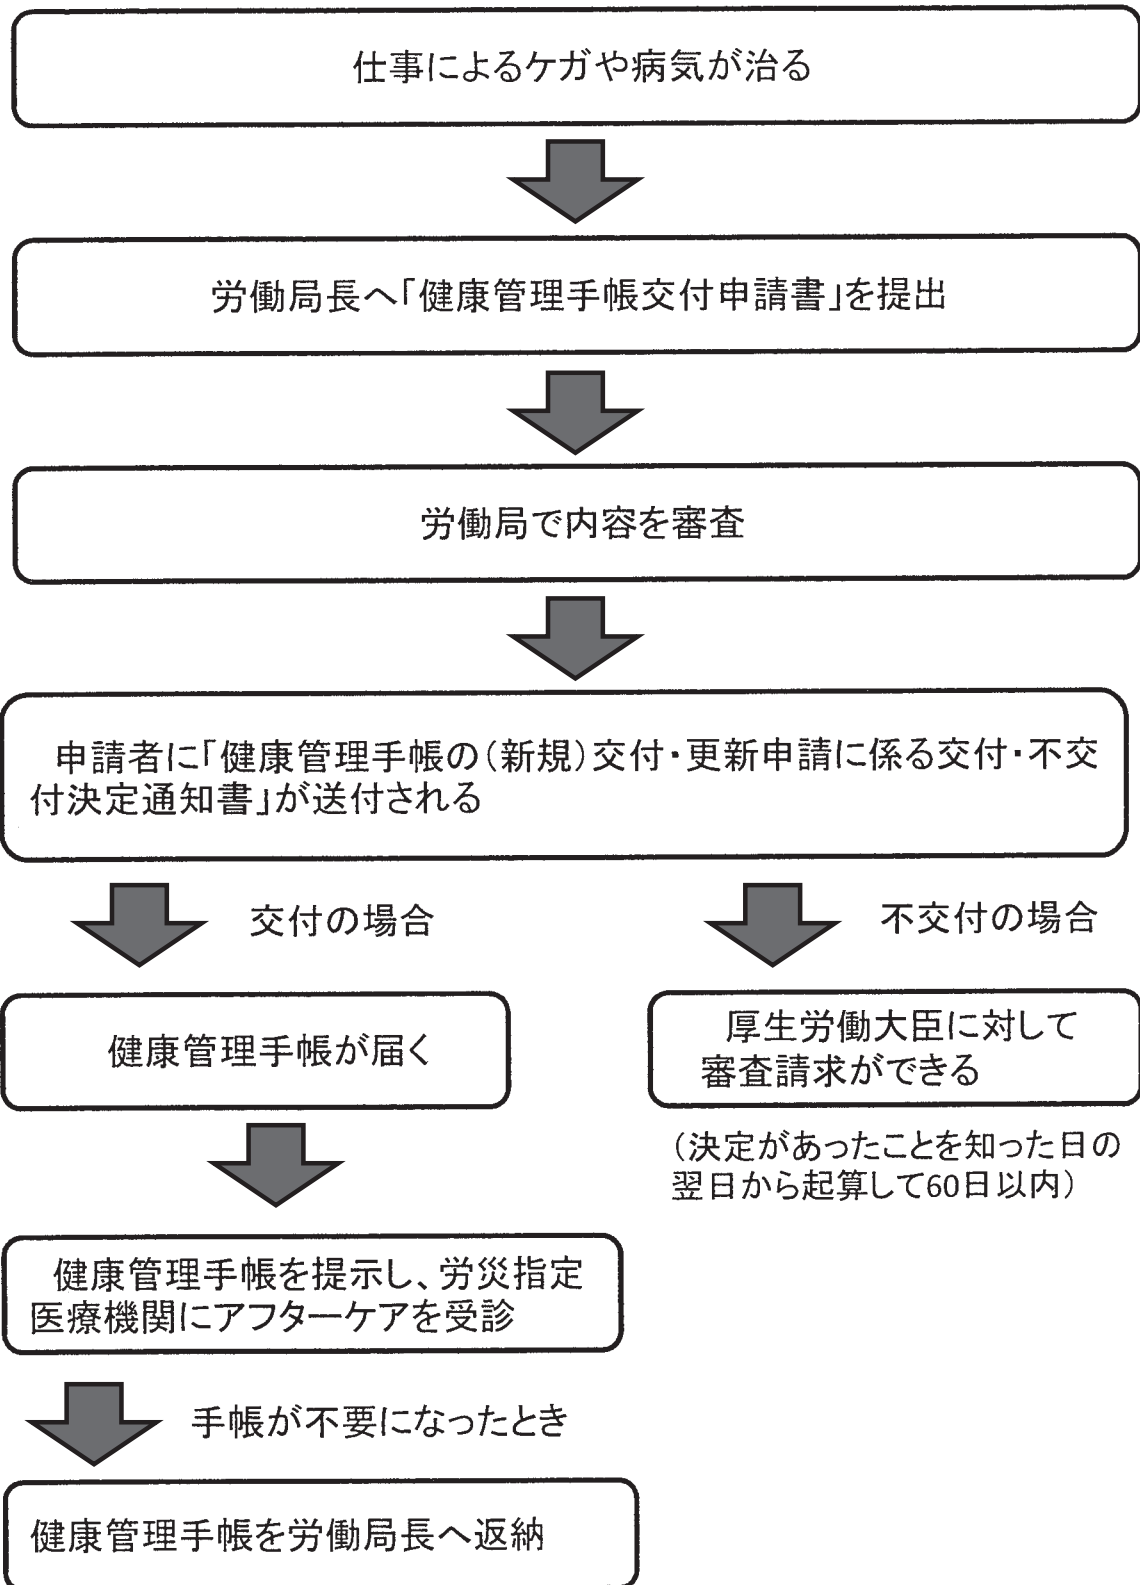 仕事によるケガや病気が治る
労働局長へ「健康管理手帳交付申請書」を提出
労働局で内容を審査
申請者に「健康管理手帳の(新規)交付・更新申請に係る交付・不交
付決定通知書」が送付される
交付の場合
不交付の場合
健康管理手帳が届く
厚生労働大臣に対して
審査請求ができる
(決定があったことを知った日の
翌日から起算して60日以内)
健康管理手帳を提示し、労災指定
医療機関にアフターケアを受診
手帳が不要になったとき
健康管理手帳を労働局長へ返納